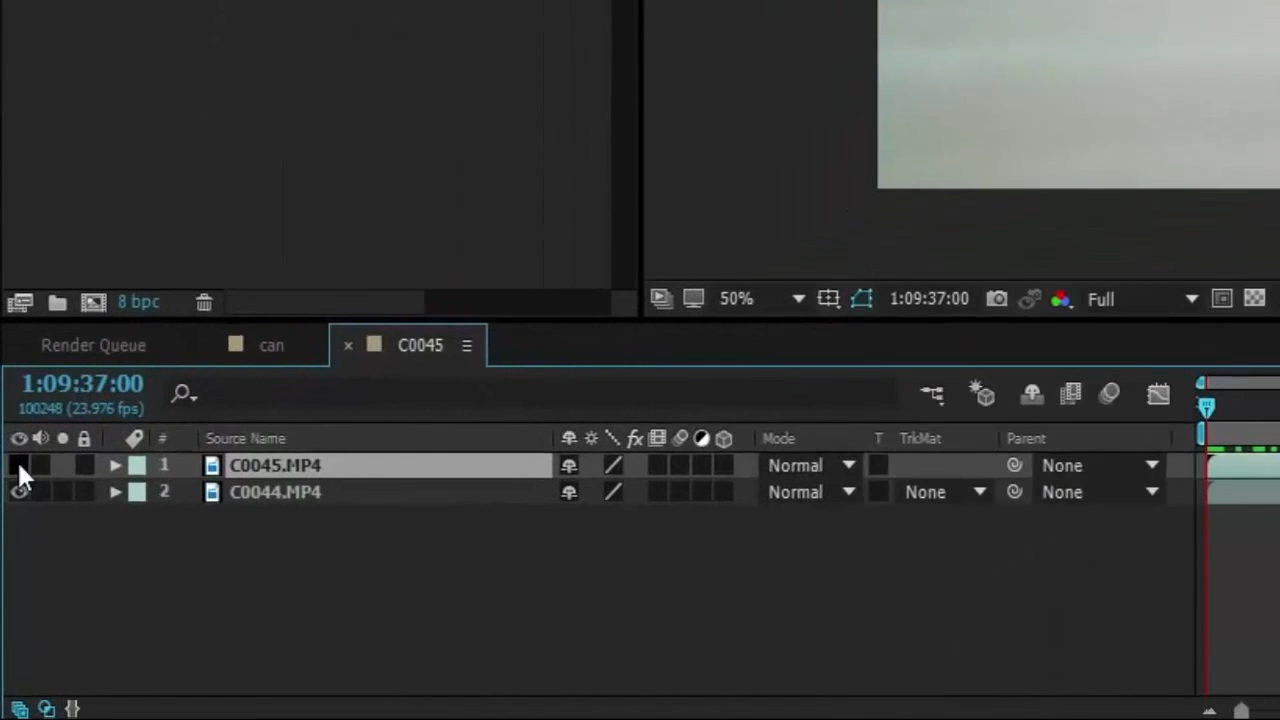 8 bpc
50%
1:09:37:00
Full
Render Queue
can
× C0045
1:09:37:00
100248 (23.976 fps)
# Source Name
fx
Mode
T TrkMat
Parent
1 C0045.MP4 Normal None
2 C0044.MP4 Normal None None